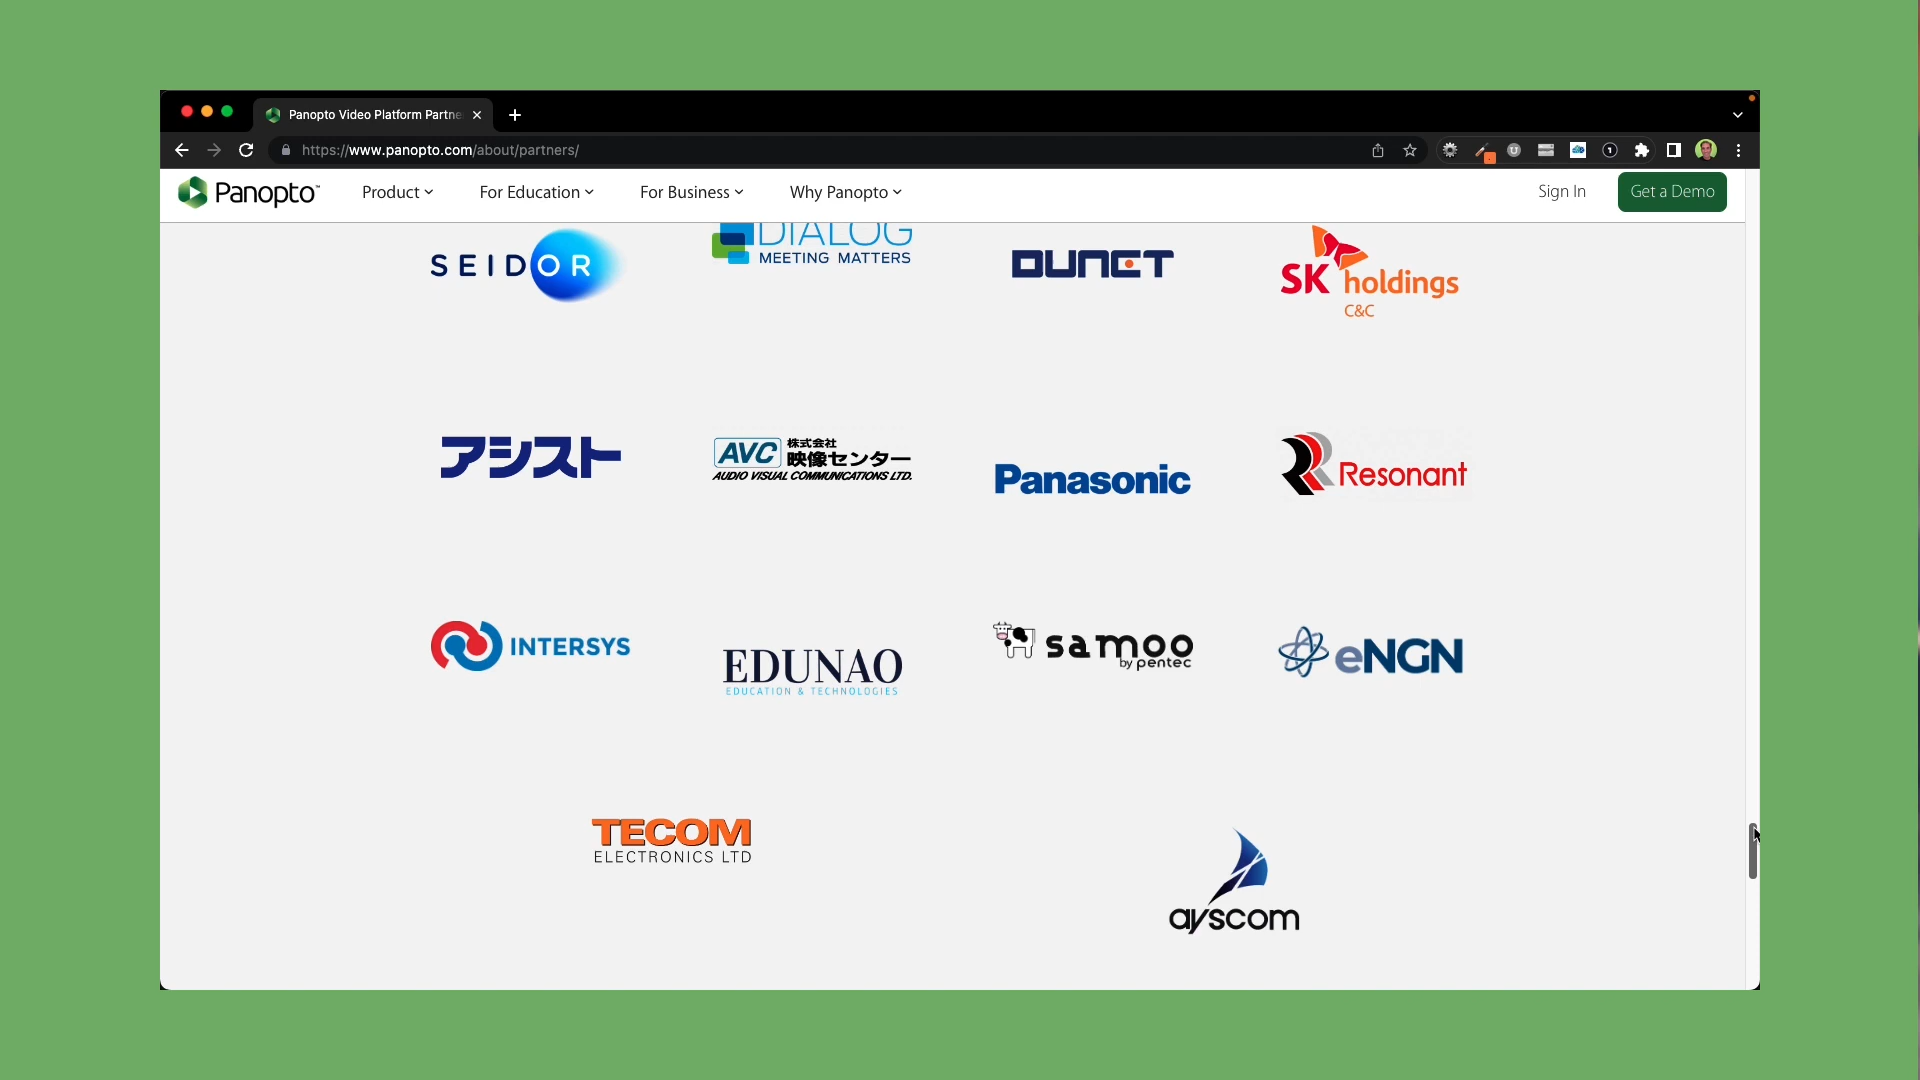 Panopto Video Platform Partne
https://www.panopto.com/about/partners/
Panopto™
Product
For Education
For Business
Why Panopto
Sign In
Get a Demo
SEIDOR
DIALOG
MEETING MATTERS
DUNET
SK holdings
C&C
アシスト
AVC 株式会社
映像センター
AUDIO VISUAL COMMUNICATIONS LTD.
Panasonic
Resonant
INTERSYS
EDUNAO
EDUCATION & TECHNOLOGIES
samoo
by pentec
eNGN
TECOM
ELECTRONICS LTD
ayscom